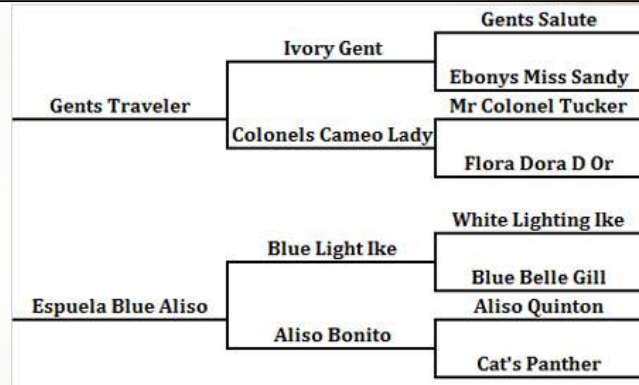 Gents Salute
Ivory Gent
Ebonys Miss Sandy
Gents Traveler
Mr Colonel Tucker
Colonels Cameo Lady
Flora Dora D Or
White Lighting Ike
Blue Light Ike
Blue Belle Gill
Espuela Blue Aliso
Aliso Quinton
Aliso Bonito
Cat's Panther